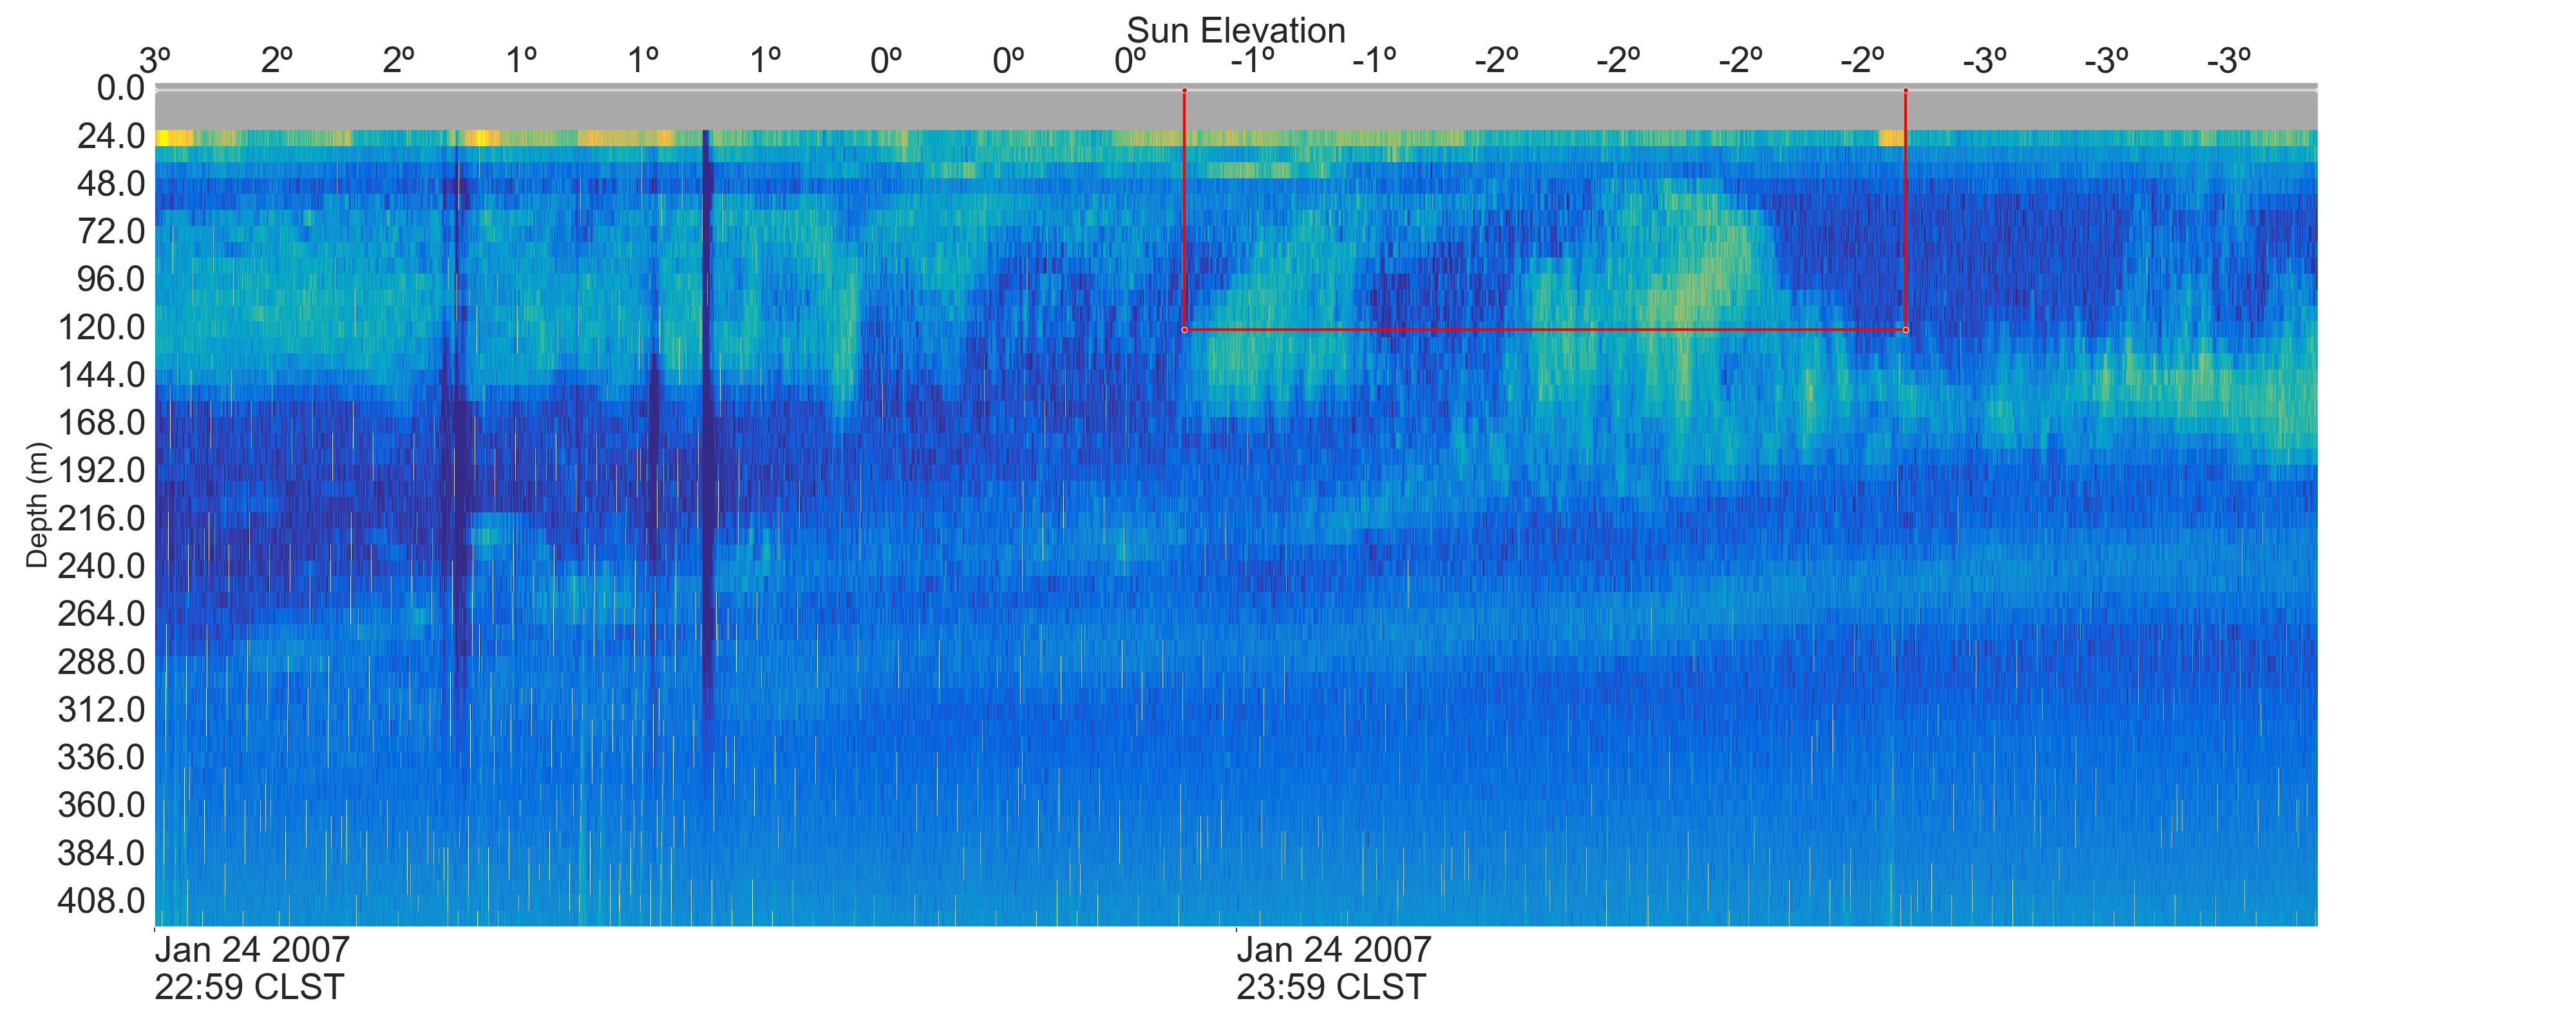 Sun Elevation
3º 2º 2º 1º 1º 1º 0º 0º 0º -1º -1º -2º -2º -2º -2º -3º -3º -3º
0.0
24.0
48.0
72.0
96.0
120.0
144.0
168.0
192.0
216.0
240.0
264.0
288.0
312.0
336.0
360.0
384.0
408.0
Depth (m)
Jan 24 2007
22:59 CLST
Jan 24 2007
23:59 CLST